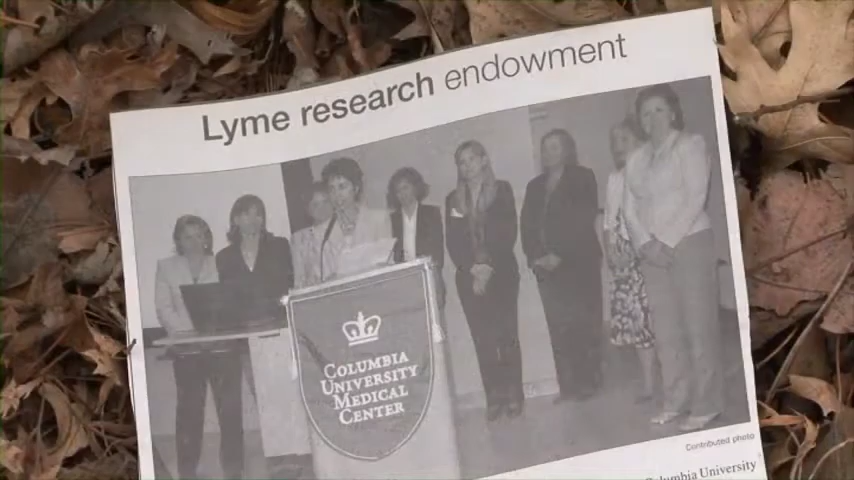 Lyme research endowment
COLUMBIA
UNIVERSITY
MEDICAL
CENTER
Contributed photo
Columbia University